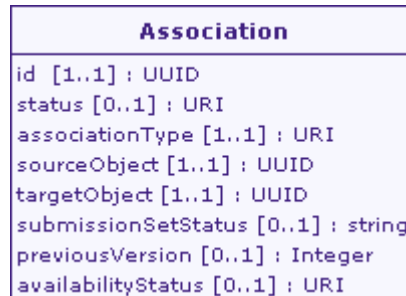 Association
id [1..1] : UUID
status [0..1] : URI
associationType [1..1] : URI
sourceObject [1..1] : UUID
targetObject [1..1] : UUID
submissionSetStatus [0..1] : string
previousVersion [0..1] : Integer
availabilityStatus [0..1] : URI